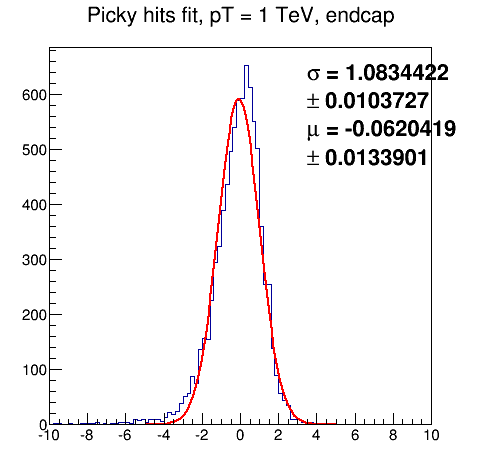 Picky hits fit, pT = 1 TeV, endcap
σ = 1.0834422
± 0.0103727
μ = -0.0620419
± 0.0133901
600
500
400
300
200
100
0
-10 -8 -6 -4 -2 0 2 4 6 8 10